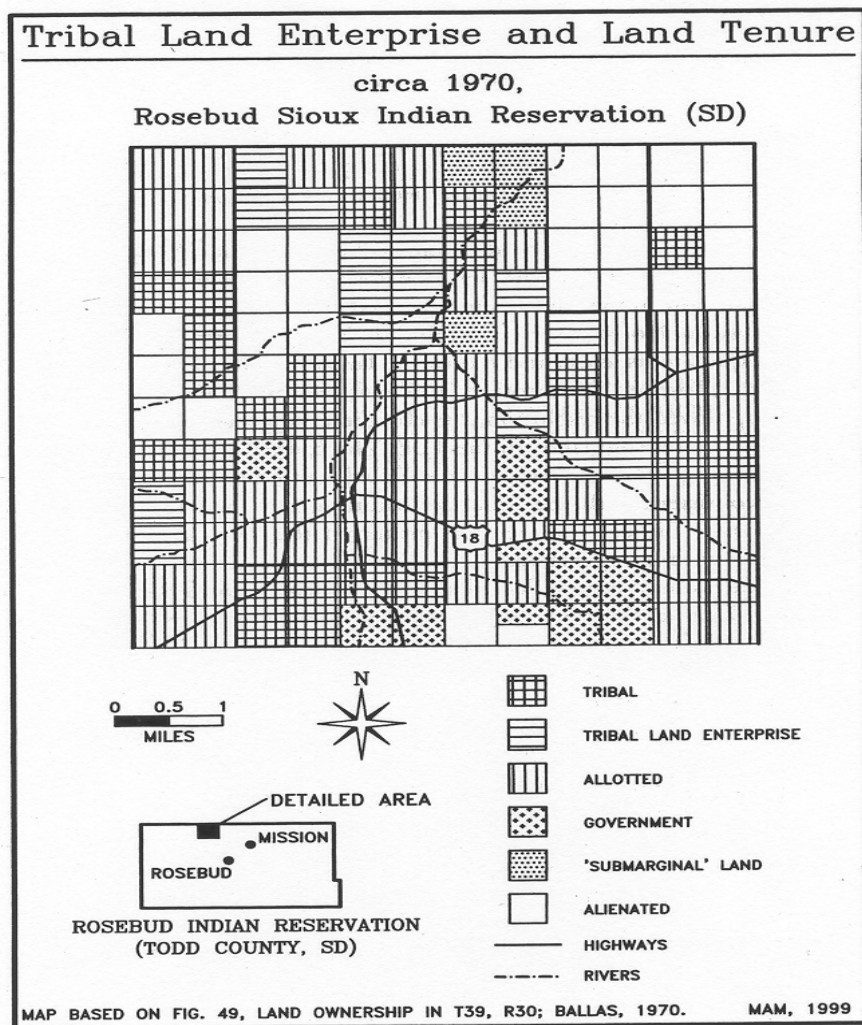 Tribal Land Enterprise and Land Tenure
circa 1970,
Rosebud Sioux Indian Reservation (SD)
18
N
0 0.5 1
MILES
DETAILED AREA
MISSION
ROSEBUD
ROSEBUD INDIAN RESERVATION
(TODD COUNTY, SD)
TRIBAL
TRIBAL LAND ENTERPRISE
ALLOTTED
GOVERNMENT
'SUBMARGINAL' LAND
ALIENATED
HIGHWAYS
RIVERS
MAP BASED ON FIG. 49, LAND OWNERSHIP IN T39, R30; BALLAS, 1970. MAM, 1999